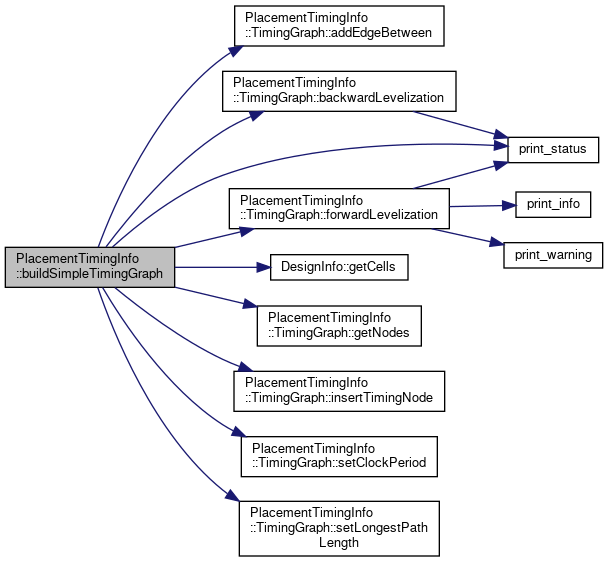 PlacementTimingInfo
::TimingGraph::addEdgeBetween
PlacementTimingInfo
::TimingGraph::backwardLevelization
print_status
PlacementTimingInfo
::TimingGraph::forwardLevelization
print_info
print_warning
PlacementTimingInfo
::buildSimpleTimingGraph
DesignInfo::getCells
PlacementTimingInfo
::TimingGraph::getNodes
PlacementTimingInfo
::TimingGraph::insertTimingNode
PlacementTimingInfo
::TimingGraph::setClockPeriod
PlacementTimingInfo
::TimingGraph::setLongestPath
Length